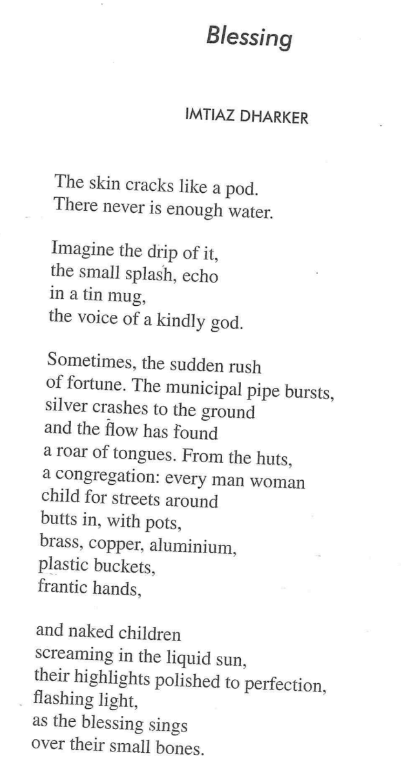 Blessing
IMTIAZ DHARKER
The skin cracks like a pod.
There never is enough water.
Imagine the drip of it,
the small splash, echo
in a tin mug,
the voice of a kindly god.
Sometimes, the sudden rush
of fortune. The municipal pipe bursts,
silver crashes to the ground
and the flow has found
a roar of tongues. From the huts,
a congregation: every man woman
child for streets around
butts in, with pots,
brass, copper, aluminium,
plastic buckets,
frantic hands,
and naked children
screaming in the liquid sun,
their highlights polished to perfection,
flashing light,
as the blessing sings
over their small bones.